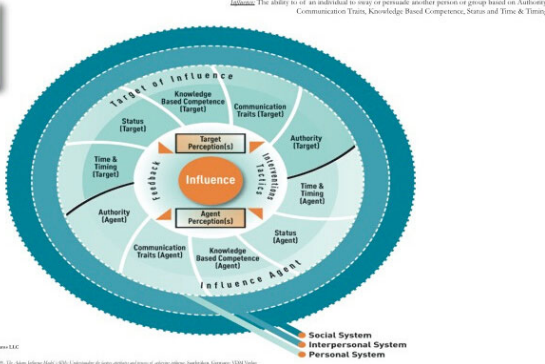 Influence: The ability to of an individual to sway or persuade another person or group based on Authority
Communication Traits, Knowledge Based Competence, Status and Time & Timing
Target of Influence
Knowledge
Based Competence
(Target)
Communication
Traits (Target)
Status
(Target)
Authority
(Target)
Time &
Timing
(Target)
Target
Perception(s)
Feedback
Influence
Interventions
Tactics
Agent
Perception(s)
Time &
Timing
(Agent)
Authority
(Agent)
Status
(Agent)
Communication
Traits (Agent)
Knowledge
Based Competence
(Agent)
Influence Agent
LLC
Social System
Interpersonal System
Personal System